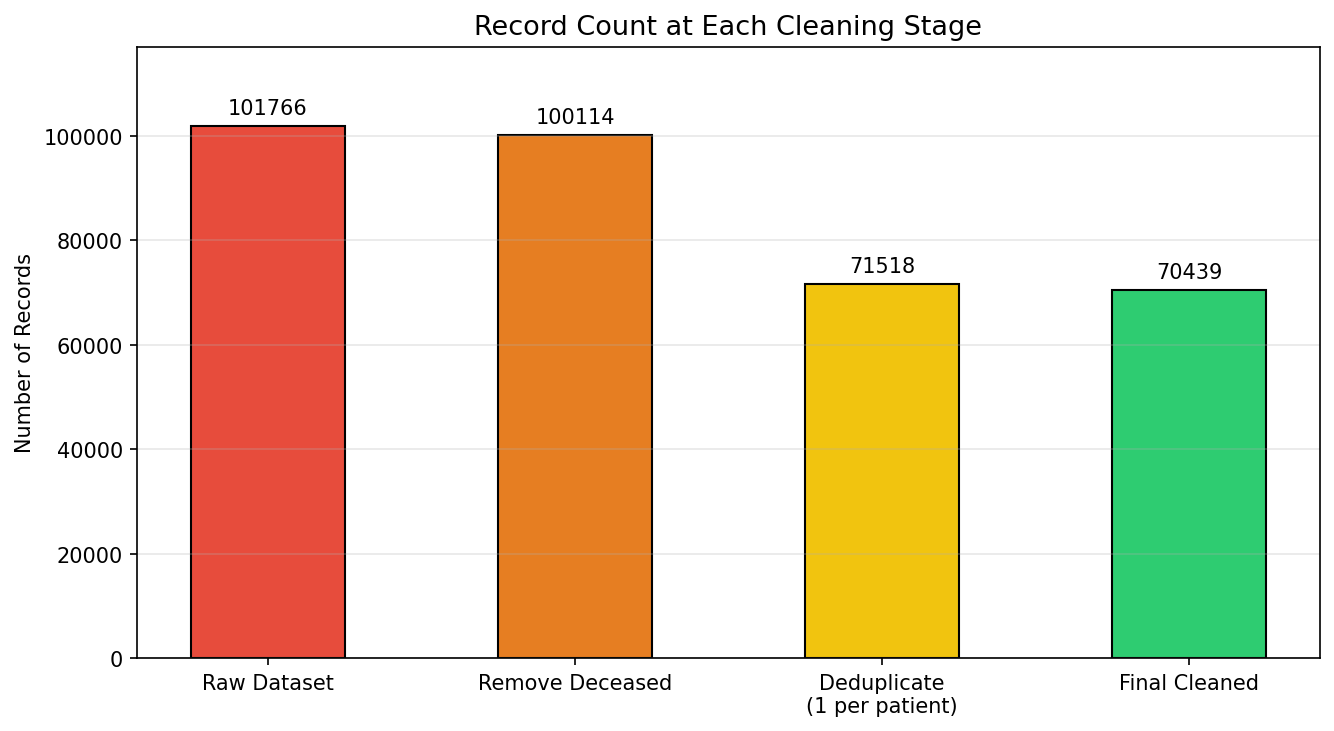 Record Count at Each Cleaning Stage
Number of Records
100000
80000
60000
40000
20000
0
101766
100114
71518
70439
Raw Dataset
Remove Deceased
Deduplicate
(1 per patient)
Final Cleaned